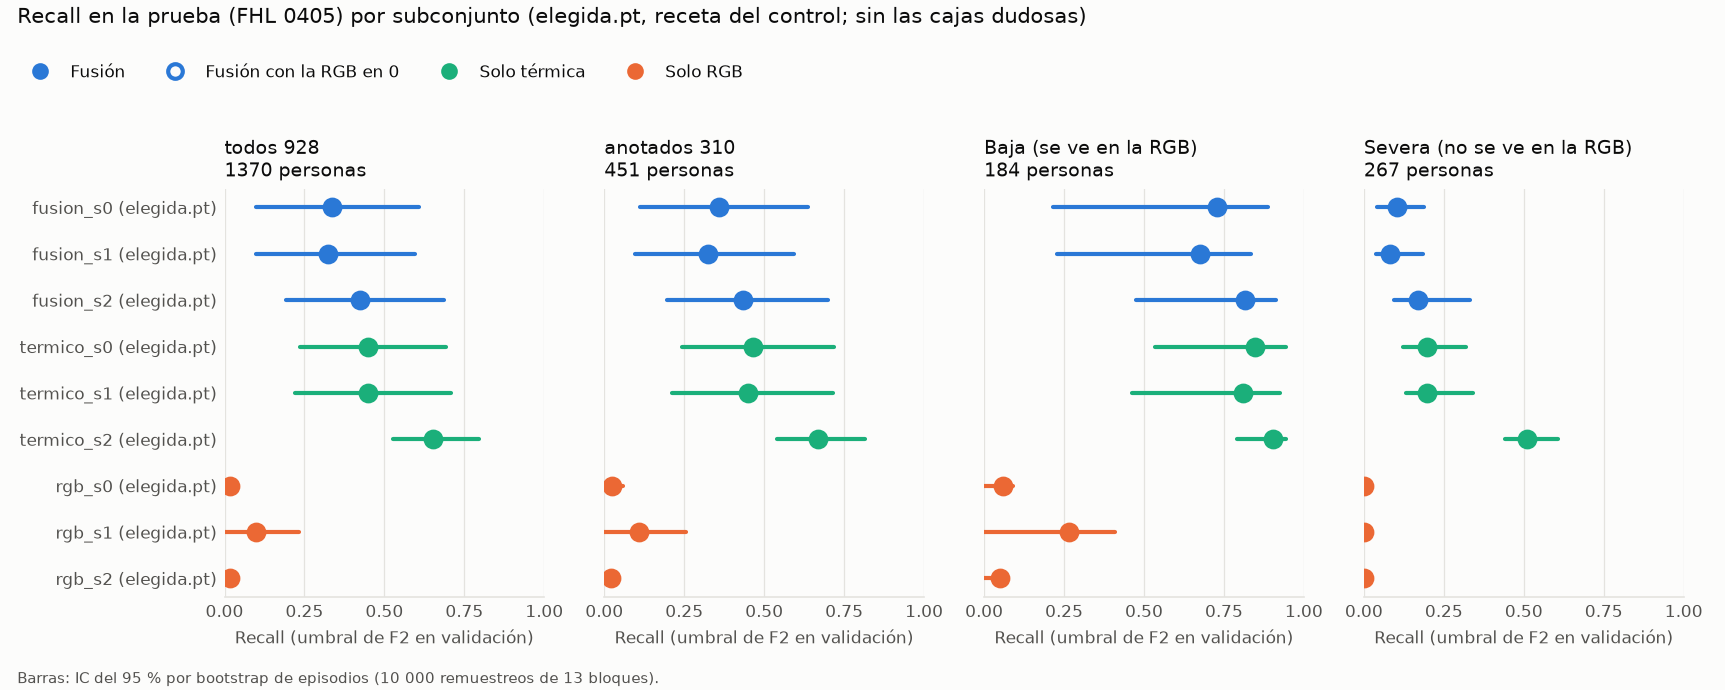 Recall en la prueba (FHL 0405) por subconjunto (elegida.pt, receta del control; sin las cajas dudosas)
Fusión
Fusión con la RGB en 0
Solo térmica
Solo RGB
todos 928
1370 personas
anotados 310
451 personas
Baja (se ve en la RGB)
184 personas
Severa (no se ve en la RGB)
267 personas
fusion_s0 (elegida.pt)
fusion_s1 (elegida.pt)
fusion_s2 (elegida.pt)
termico_s0 (elegida.pt)
termico_s1 (elegida.pt)
termico_s2 (elegida.pt)
rgb_s0 (elegida.pt)
rgb_s1 (elegida.pt)
rgb_s2 (elegida.pt)
0.00 0.25 0.50 0.75 1.00
0.00 0.25 0.50 0.75 1.00
0.00 0.25 0.50 0.75 1.00
0.00 0.25 0.50 0.75 1.00
Recall (umbral de F2 en validación)
Recall (umbral de F2 en validación)
Recall (umbral de F2 en validación)
Recall (umbral de F2 en validación)
Barras: IC del 95 % por bootstrap de episodios (10 000 remuestreos de 13 bloques).